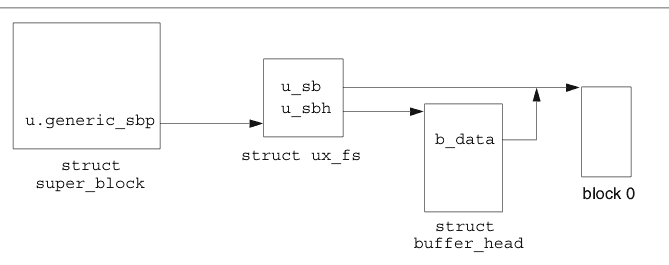 u.generic_sbp
struct
super_block
u_sb
u_sbh
struct ux_fs
b_data
struct
buffer_head
block 0